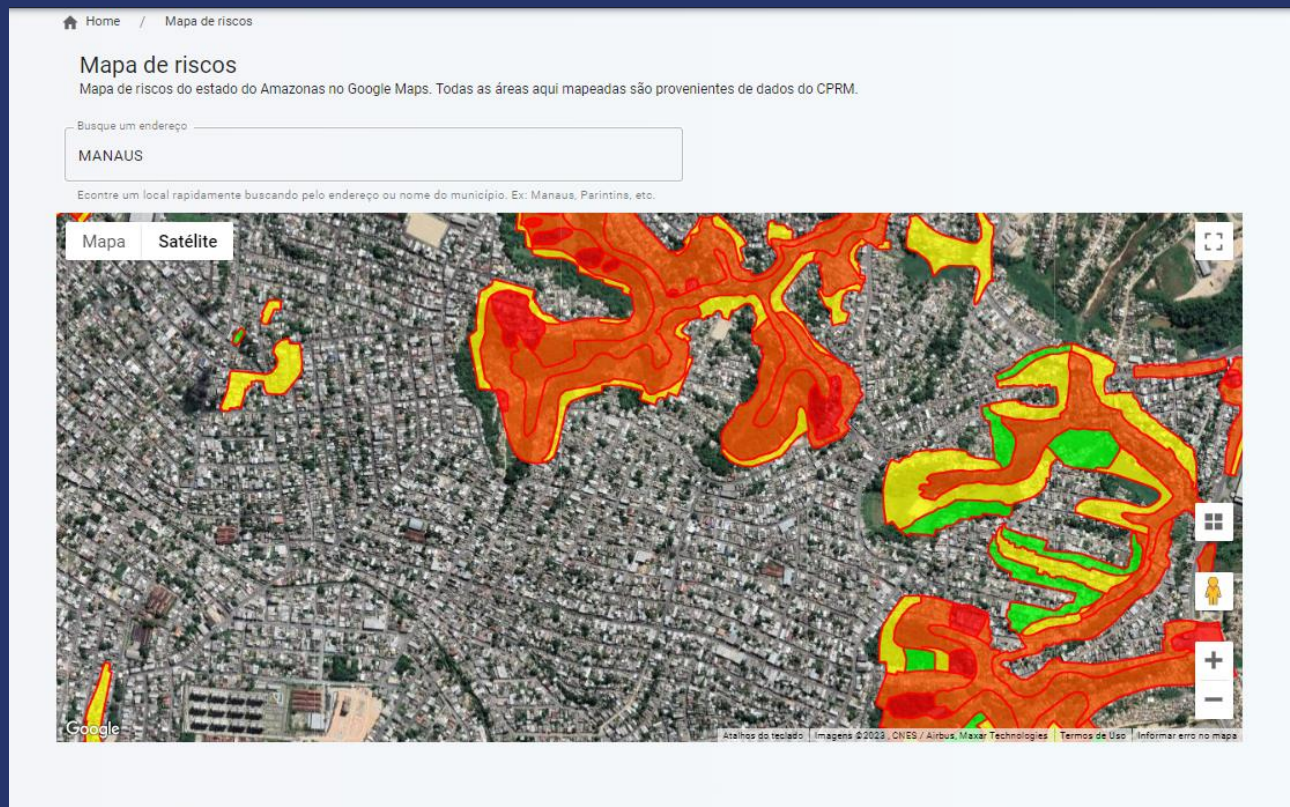 Home / Mapa de riscos
Mapa de riscos
Mapa de riscos do estado do Amazonas no Google Maps. Todas as áreas aqui mapeadas são provenientes de dados do CPRM.
Busque um endereço
MANAUS
Econtre um local rapidamente buscando pelo endereço ou nome do município. Ex: Manaus, Parintins, etc.
Mapa Satélite
Google
Atalhos do teclado Imagens ©2023 , CNES / Airbus, Maxar Technologies Termos de Uso Informar erro no mapa